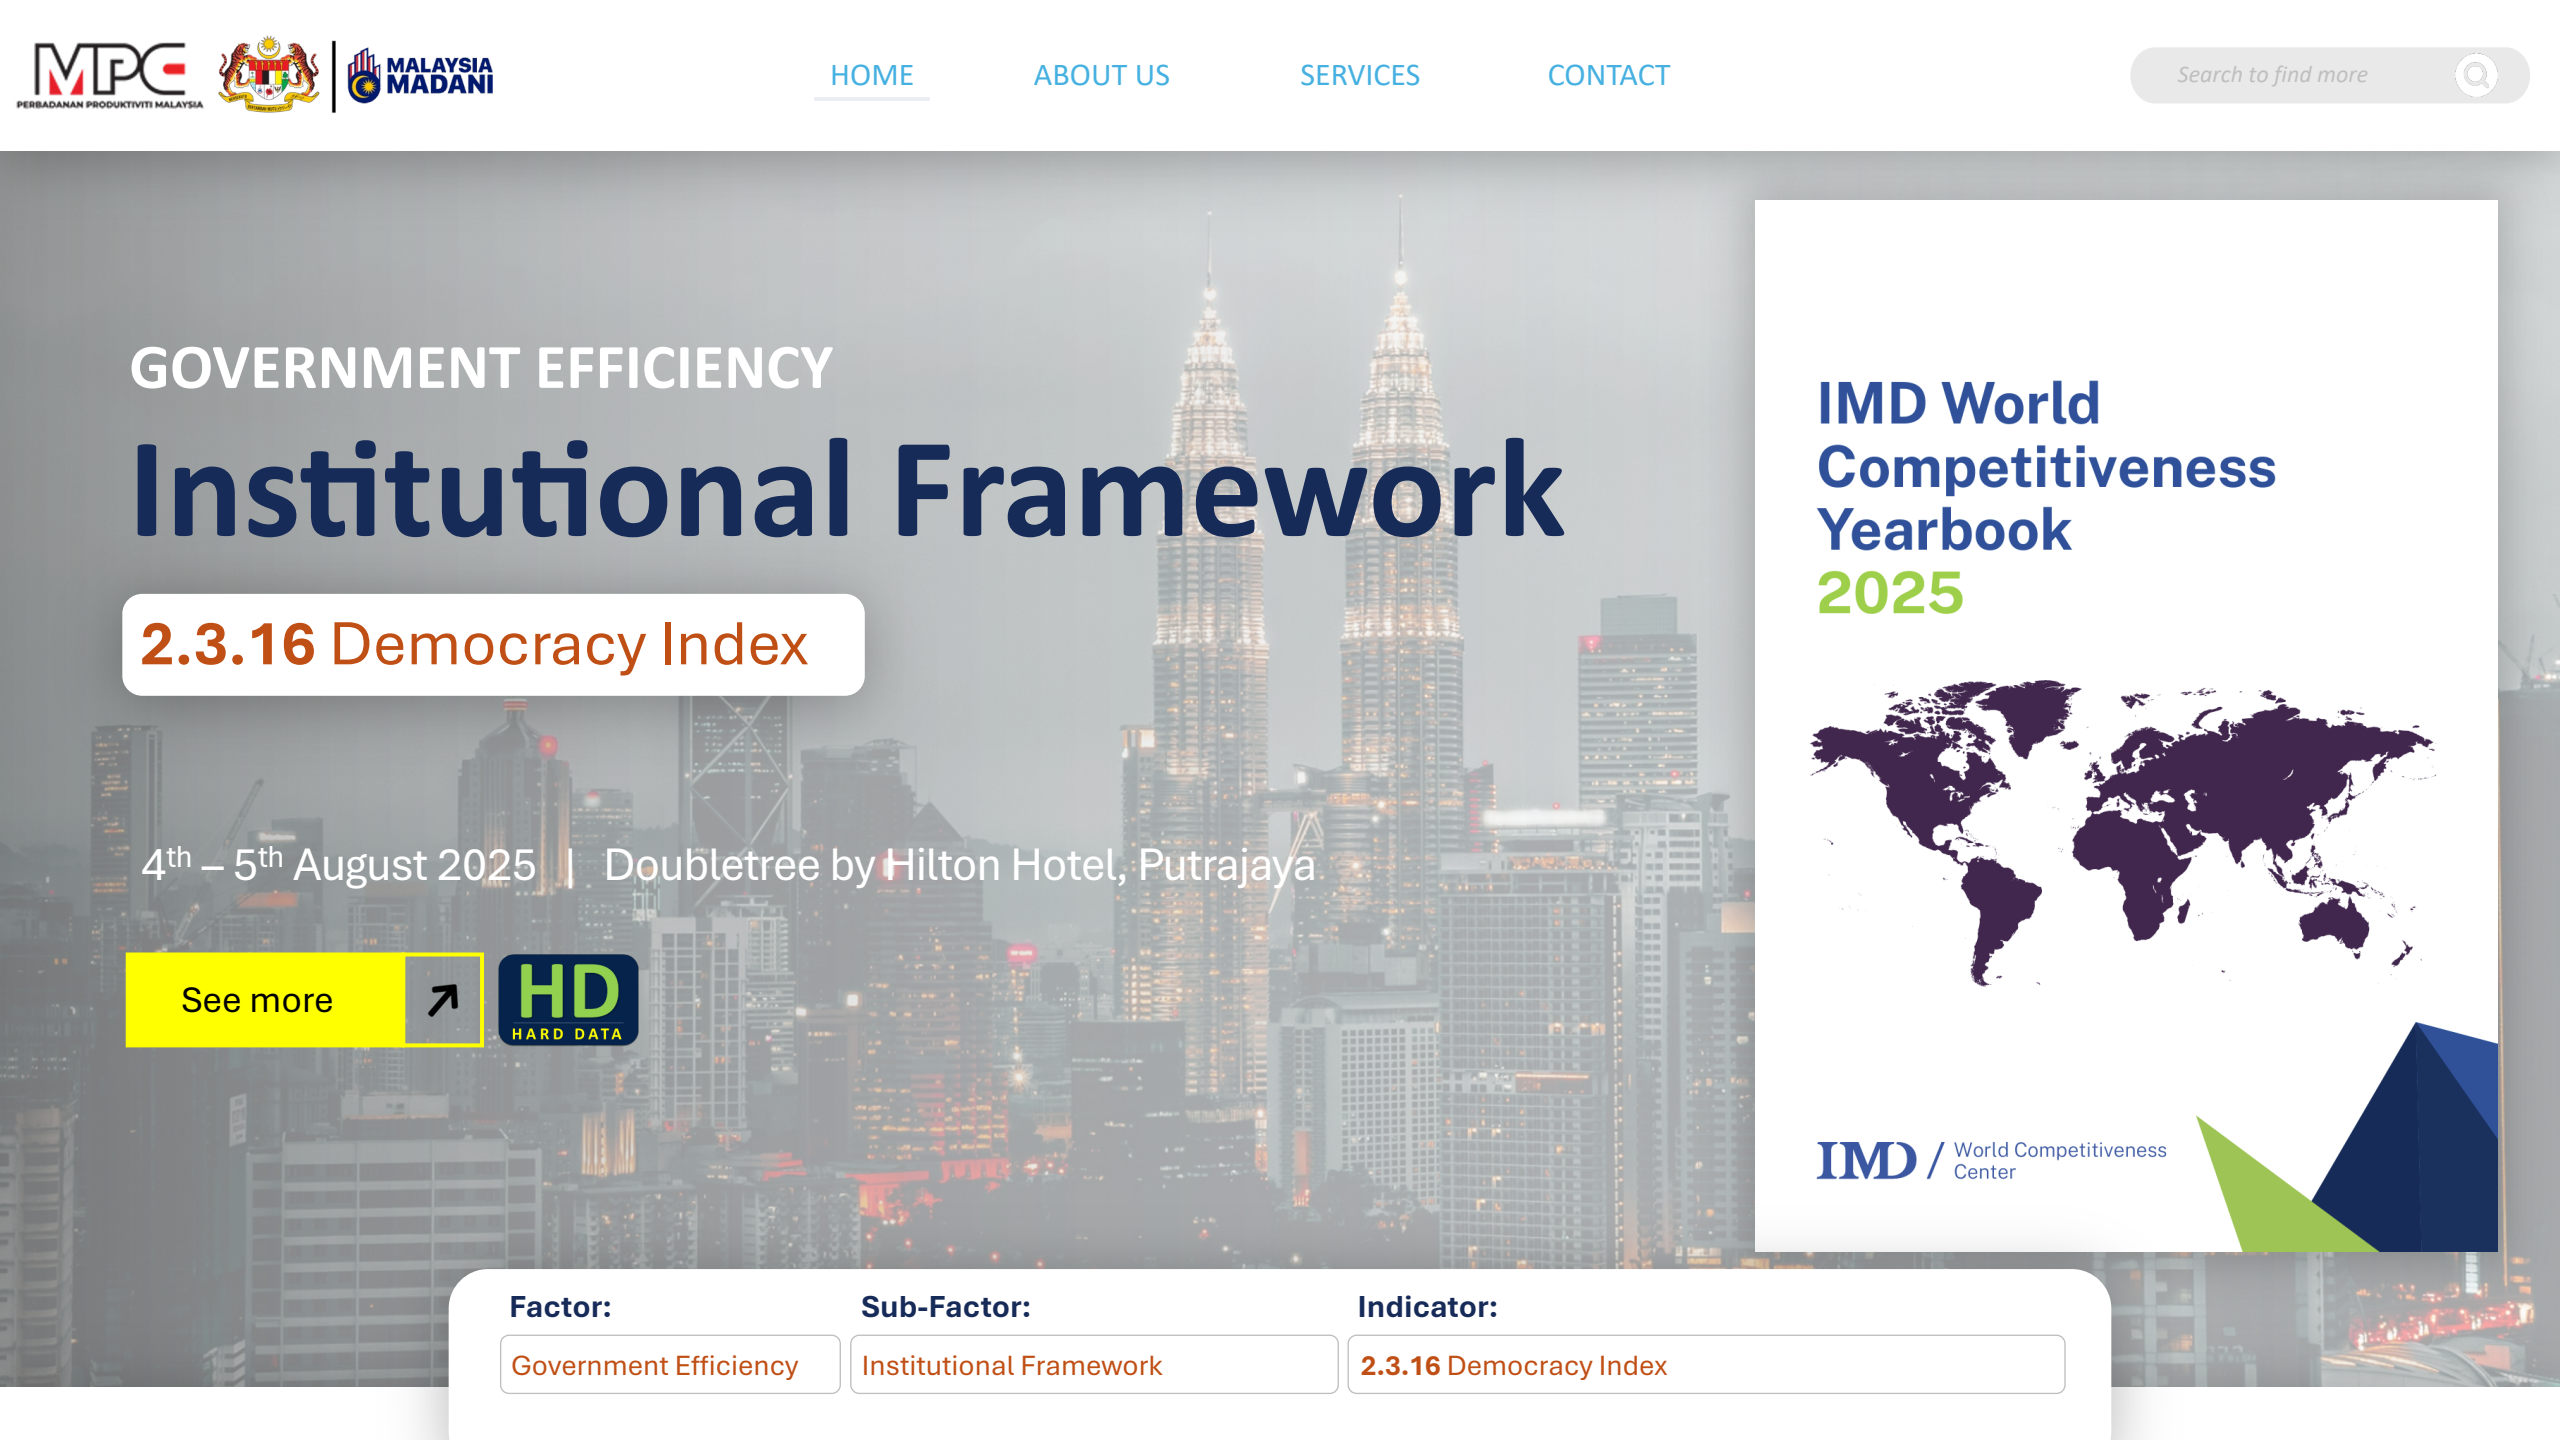 MPC
PERBADANAN PRODUKTIVITI MALAYSIA
MALAYSIA
MADANI
HOME
ABOUT US
SERVICES
CONTACT
Search to find more
GOVERNMENT EFFICIENCY
Institutional Framework
2.3.16 Democracy Index
4th – 5th August 2025 | Doubletree by Hilton Hotel, Putrajaya
See more
HD
HARD DATA
IMD World
Competitiveness
Yearbook
2025
IMD / World Competitiveness
Center
Factor:
Sub-Factor:
Indicator:
Government Efficiency
Institutional Framework
2.3.16 Democracy Index